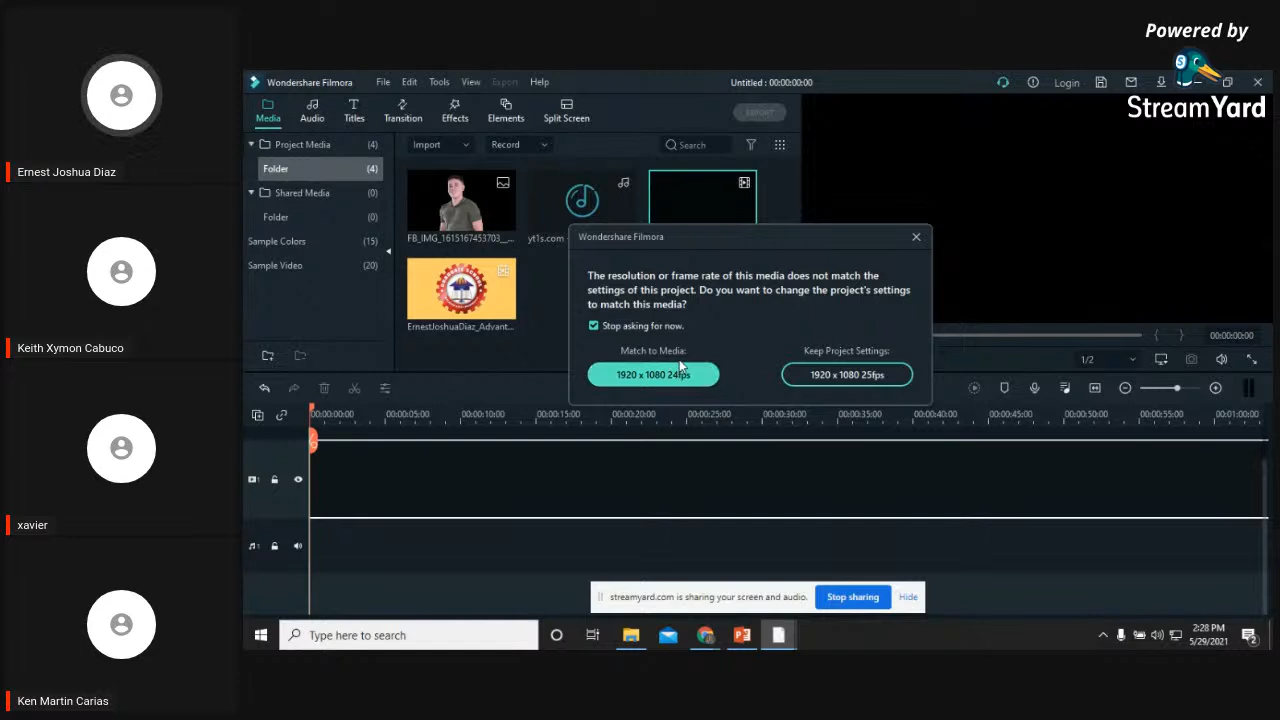 Powered by
StreamYard
Ernest Joshua Diaz
Keith Xymon Cabuco
xavier
Ken Martin Carias
Wondershare Filmora
File
Edit
Tools
View
Export
Help
Untitled : 00:00:00:00
Login
Media
Audio
Titles
Transition
Effects
Elements
Split Screen
EXPORT
Project Media (4)
Folder (4)
Shared Media (0)
Folder (0)
Sample Colors (15)
Sample Video (20)
Import
Record
Search
FB_IMG_1615167453703__...
yt1s.com
ErnestJoshuaDiaz_Advant...
Wondershare Filmora
The resolution or frame rate of this media does not match the
settings of this project. Do you want to change the project's settings
to match this media?
Stop asking for now.
Match to Media:
Keep Project Settings:
1920 x 1080 24fps
1920 x 1080 25fps
00:00:00:00
1/2
00:00:00:00
00:00:05:00
00:00:10:00
00:00:15:00
00:00:20:00
00:00:25:00
00:00:30:00
00:00:35:00
00:00:40:00
00:00:45:00
00:00:50:00
00:00:55:00
00:01:00:00
1
1
streamyard.com is sharing your screen and audio.
Stop sharing
Hide
Type here to search
2:28 PM
5/29/2021
2